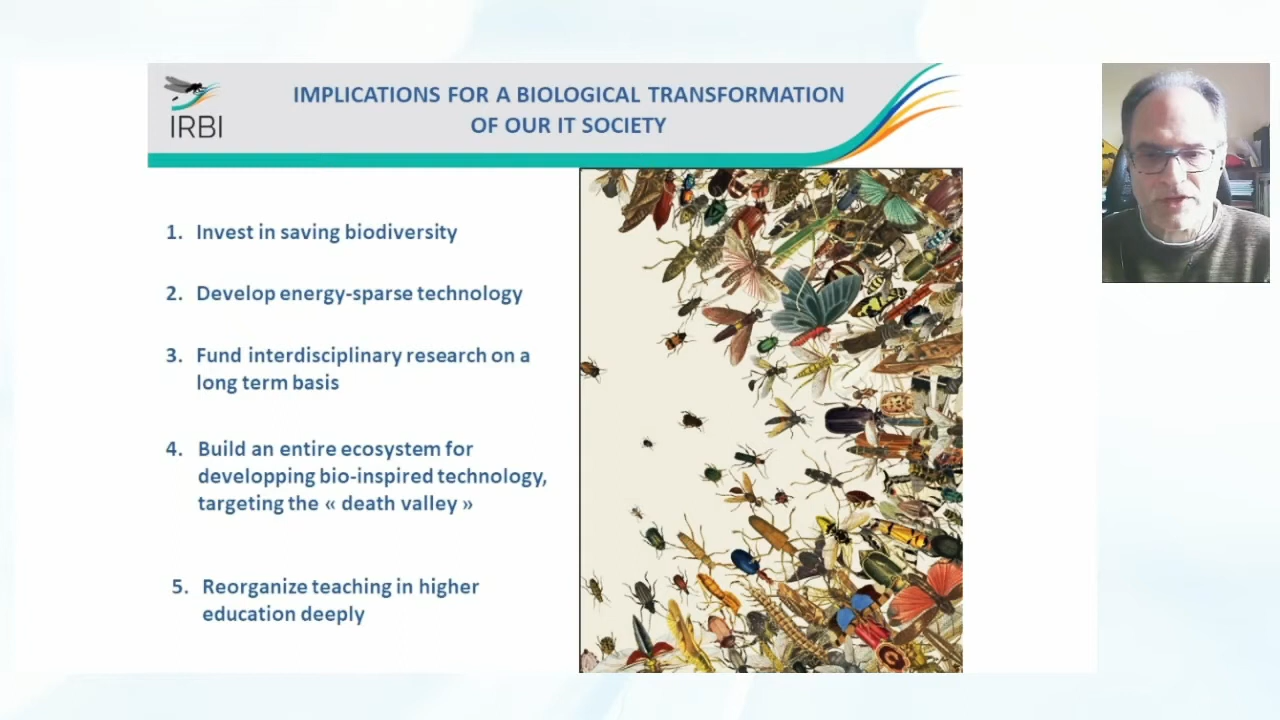 IRBI
IMPLICATIONS FOR A BIOLOGICAL TRANSFORMATION
OF OUR IT SOCIETY
1. Invest in saving biodiversity
2. Develop energy-sparse technology
3. Fund interdisciplinary research on a
long term basis
4. Build an entire ecosystem for
developping bio-inspired technology,
targeting the « death valley »
5. Reorganize teaching in higher
education deeply